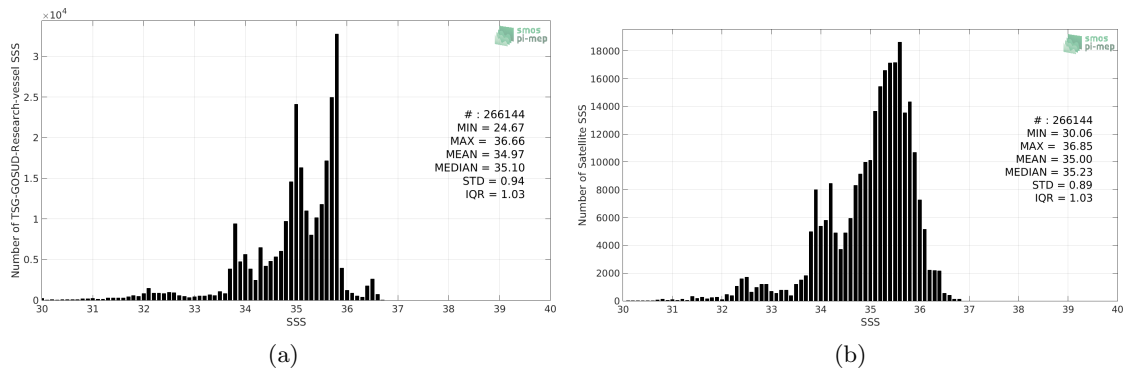 ×10⁴
smos
pi-mep
3
2.5
2
1.5
1
0.5
0
Number of TSG-GOSUD-Research-vessel SSS
# : 266144
MIN = 24.67
MAX = 36.66
MEAN = 34.97
MEDIAN = 35.10
STD = 0.94
IQR = 1.03
30 31 32 33 34 35 36 37 38 39 40
SSS
(a)
smos
pi-mep
18000
16000
14000
12000
10000
8000
6000
4000
2000
0
Number of Satellite SSS
# : 266144
MIN = 30.06
MAX = 36.85
MEAN = 35.00
MEDIAN = 35.23
STD = 0.89
IQR = 1.03
30 31 32 33 34 35 36 37 38 39 40
SSS
(b)